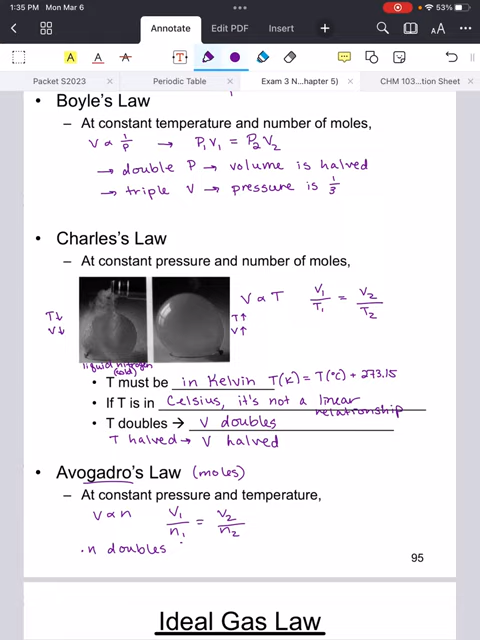 1:35 PM Mon Mar 6
53%
Annotate
Edit PDF
Insert
Packet S2023
Periodic Table
Exam 3 N...hapter 5)
CHM 103...tion Sheet
• Boyle's Law
– At constant temperature and number of moles,
V ∝ 1/P → P₁V₁ = P₂V₂
→ double P → volume is halved
→ triple V → pressure is 1/3
• Charles's Law
– At constant pressure and number of moles,
T↓
V↓
T↑
V↑
V ∝ T V₁/T₁ = V₂/T₂
liquid nitrogen
(cold)
• T must be in Kelvin T(K) = T(°C) + 273.15
• If T is in Celsius, it's not a linear
relationship
• T doubles → V doubles
T halved → V halved
• Avogadro's Law (moles)
– At constant pressure and temperature,
V ∝ n V₁/n₁ = V₂/n₂
· n doubles
95
Ideal Gas Law